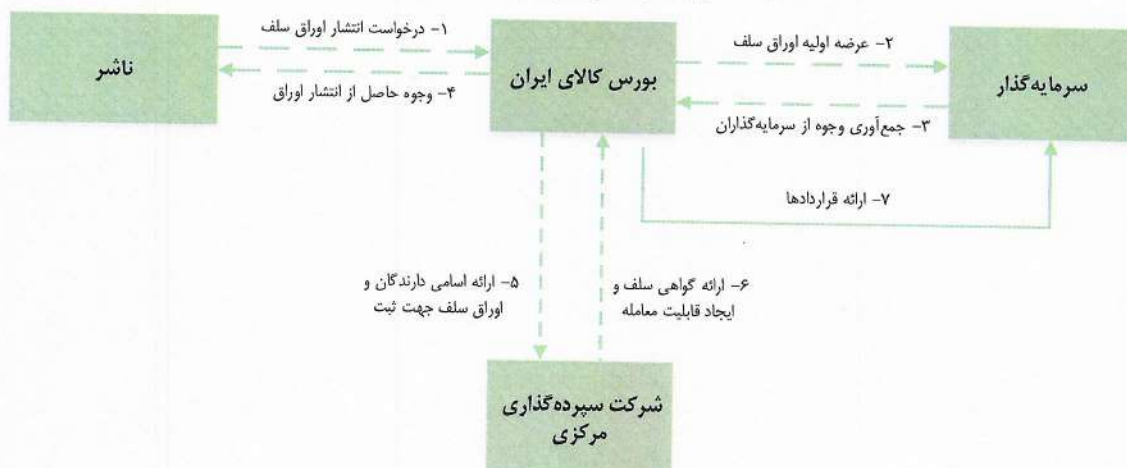 ناشر
۱- درخواست انتشار اوراق سلف
۴- وجوه حاصل از انتشار اوراق
بورس کالای ایران
۲- عرضه اولیه اوراق سلف
۳- جمع‌آوری وجوه از سرمایه‌گذاران
سرمایه‌گذار
۷- ارائه قراردادها
۵- ارائه اسامی دارندگان و
اوراق سلف جهت ثبت
۶- ارائه گواهی سلف و
ایجاد قابلیت معامله
شرکت سپرده‌گذاری
مرکزی